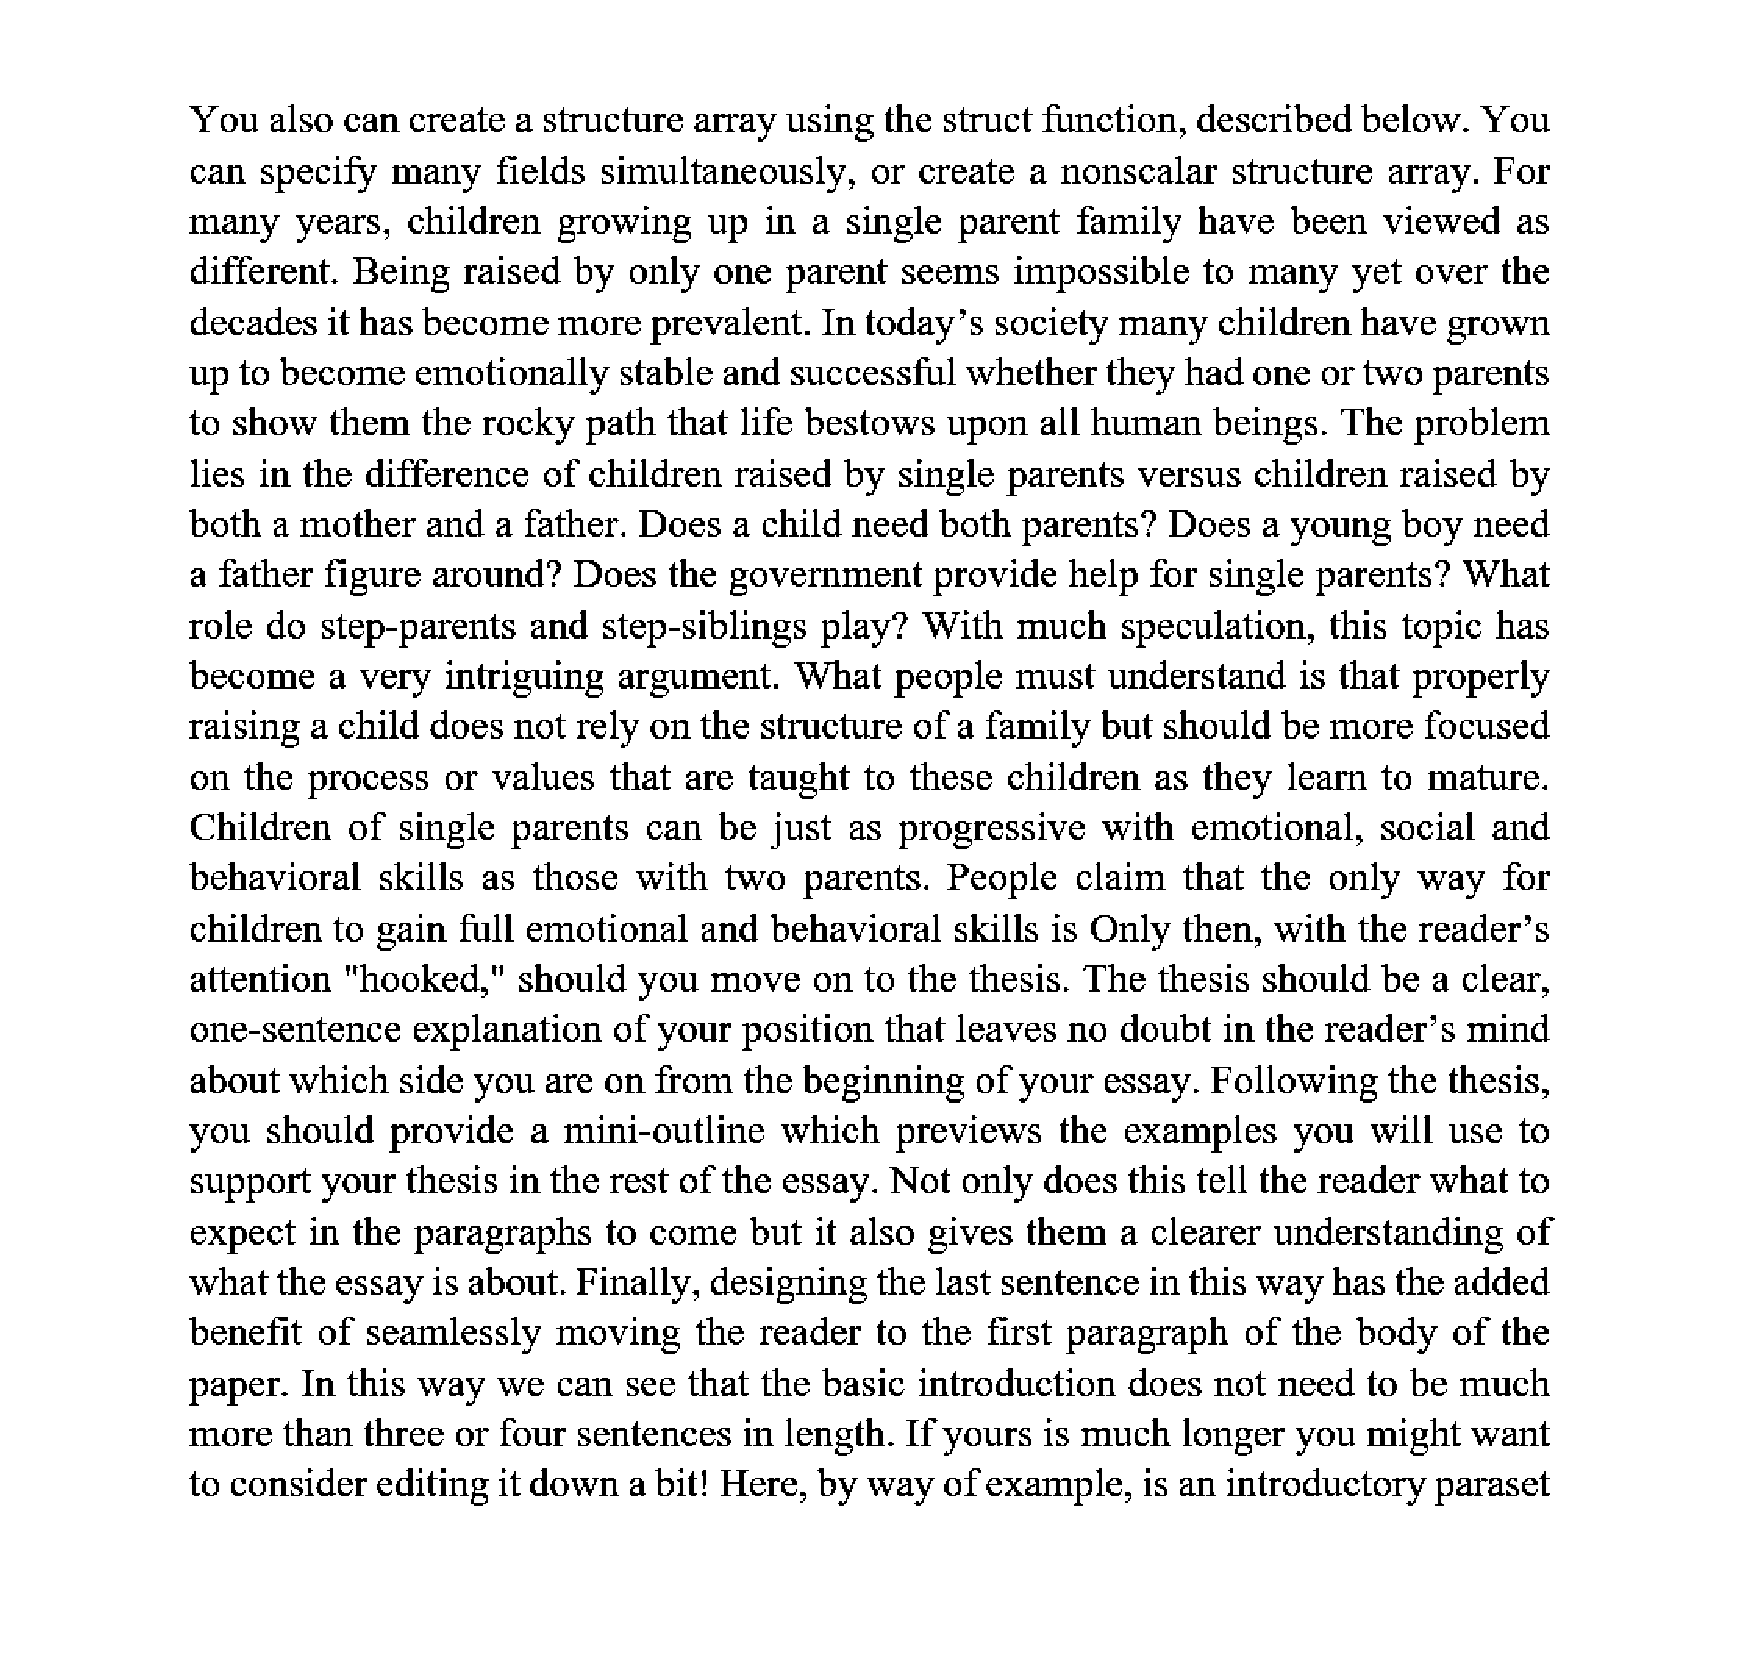 You also can create a structure array using the struct function, described below. You
can specify many fields simultaneously, or create a nonscalar structure array. For
many years, children growing up in a single parent family have been viewed as
different. Being raised by only one parent seems impossible to many yet over the
decades it has become more prevalent. In today’s society many children have grown
up to become emotionally stable and successful whether they had one or two parents
to show them the rocky path that life bestows upon all human beings. The problem
lies in the difference of children raised by single parents versus children raised by
both a mother and a father. Does a child need both parents? Does a young boy need
a father figure around? Does the government provide help for single parents? What
role do step-parents and step-siblings play? With much speculation, this topic has
become a very intriguing argument. What people must understand is that properly
raising a child does not rely on the structure of a family but should be more focused
on the process or values that are taught to these children as they learn to mature.
Children of single parents can be just as progressive with emotional, social and
behavioral skills as those with two parents. People claim that the only way for
children to gain full emotional and behavioral skills is Only then, with the reader’s
attention "hooked," should you move on to the thesis. The thesis should be a clear,
one-sentence explanation of your position that leaves no doubt in the reader’s mind
about which side you are on from the beginning of your essay. Following the thesis,
you should provide a mini-outline which previews the examples you will use to
support your thesis in the rest of the essay. Not only does this tell the reader what to
expect in the paragraphs to come but it also gives them a clearer understanding of
what the essay is about. Finally, designing the last sentence in this way has the added
benefit of seamlessly moving the reader to the first paragraph of the body of the
paper. In this way we can see that the basic introduction does not need to be much
more than three or four sentences in length. If yours is much longer you might want
to consider editing it down a bit! Here, by way of example, is an introductory paraset